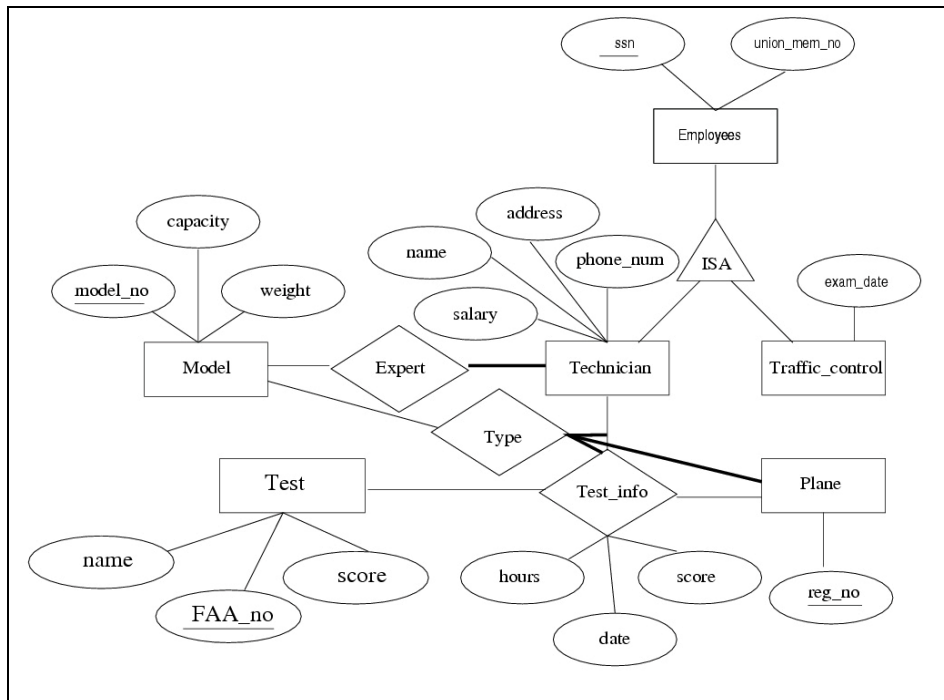 ssn
union_mem_no
Employees
capacity
address
name
phone_num
ISA
model_no
weight
exam_date
salary
Model
Expert
Technician
Traffic_control
Type
Test
Test_info
Plane
name
score
hours
score
FAA_no
reg_no
date